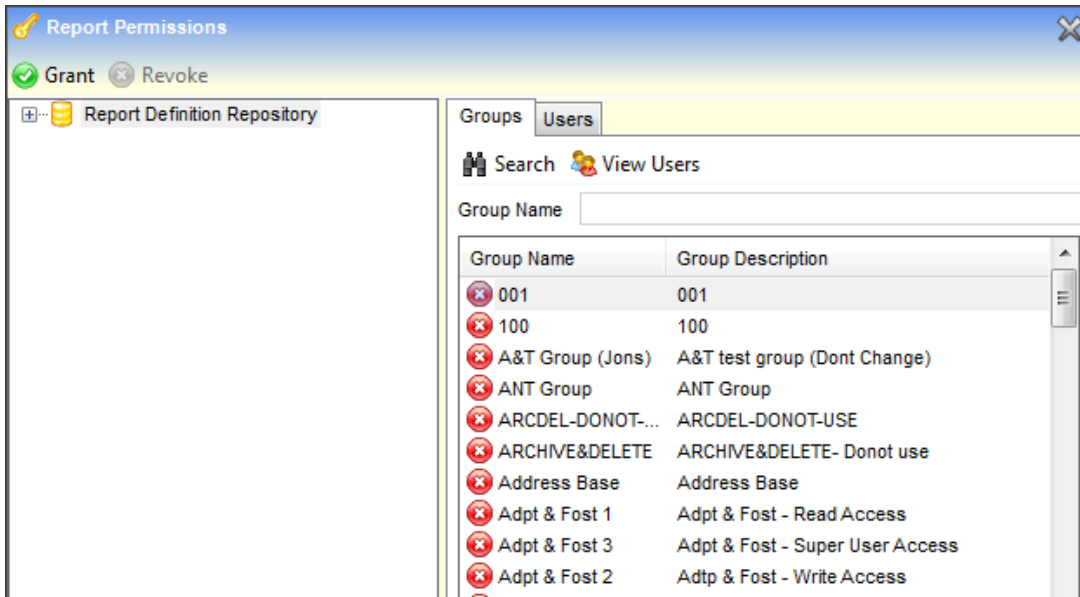 Report Permissions
Grant Revoke
Report Definition Repository
Groups Users
Search View Users
Group Name
Group Name Group Description
001 001
100 100
A&T Group (Jons) A&T test group (Dont Change)
ANT Group ANT Group
ARCDEL-DONOT-... ARCDEL-DONOT-USE
ARCHIVE&DELETE ARCHIVE&DELETE- Donot use
Address Base Address Base
Adpt & Fost 1 Adpt & Fost - Read Access
Adpt & Fost 3 Adpt & Fost - Super User Access
Adpt & Fost 2 Adtp & Fost - Write Access